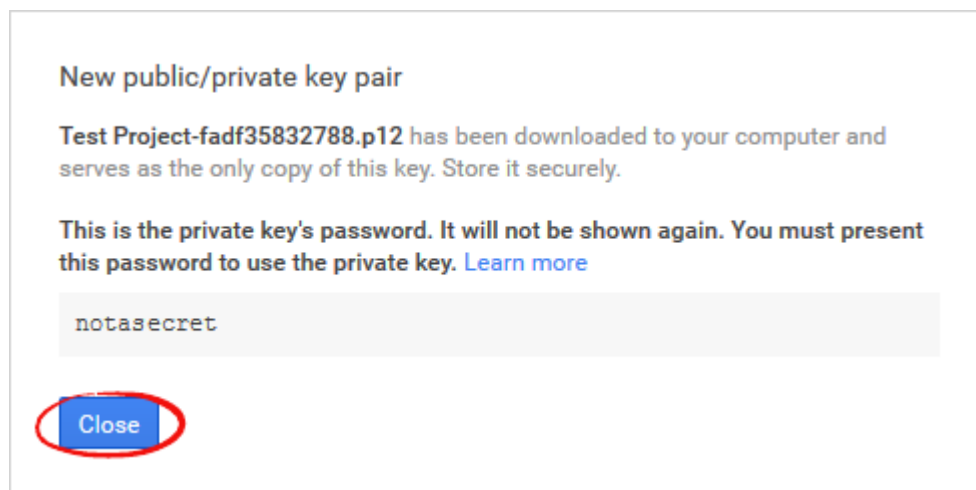 New public/private key pair
Test Project-fadf35832788.p12 has been downloaded to your computer and
serves as the only copy of this key. Store it securely.
This is the private key's password. It will not be shown again. You must present
this password to use the private key. Learn more
notasecret
Close